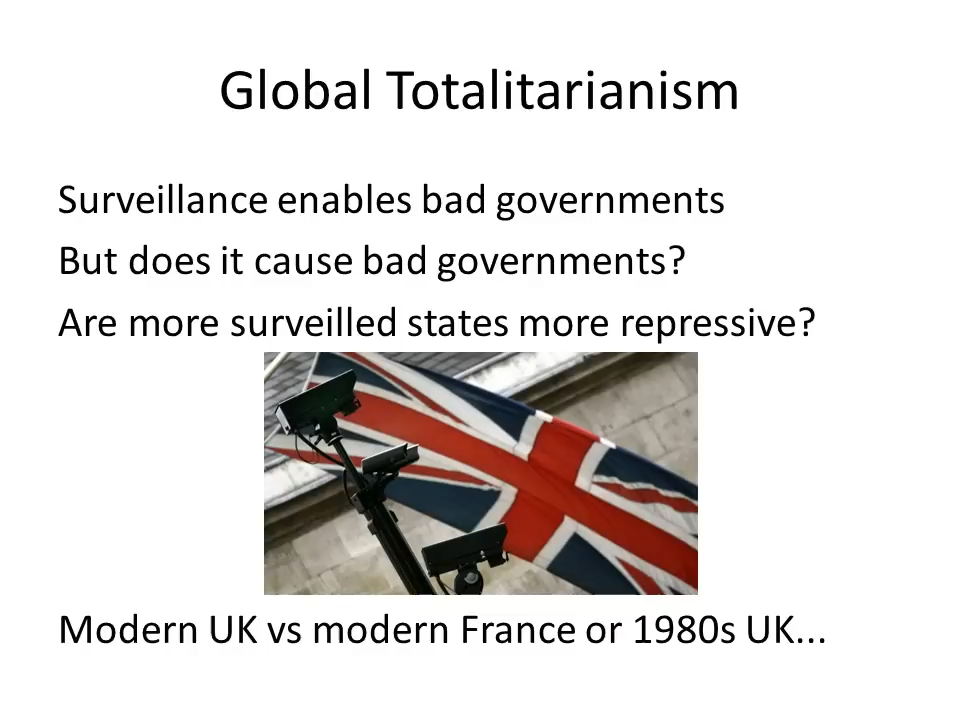 Global Totalitarianism
Surveillance enables bad governments
But does it cause bad governments?
Are more surveilled states more repressive?
Modern UK vs modern France or 1980s UK...